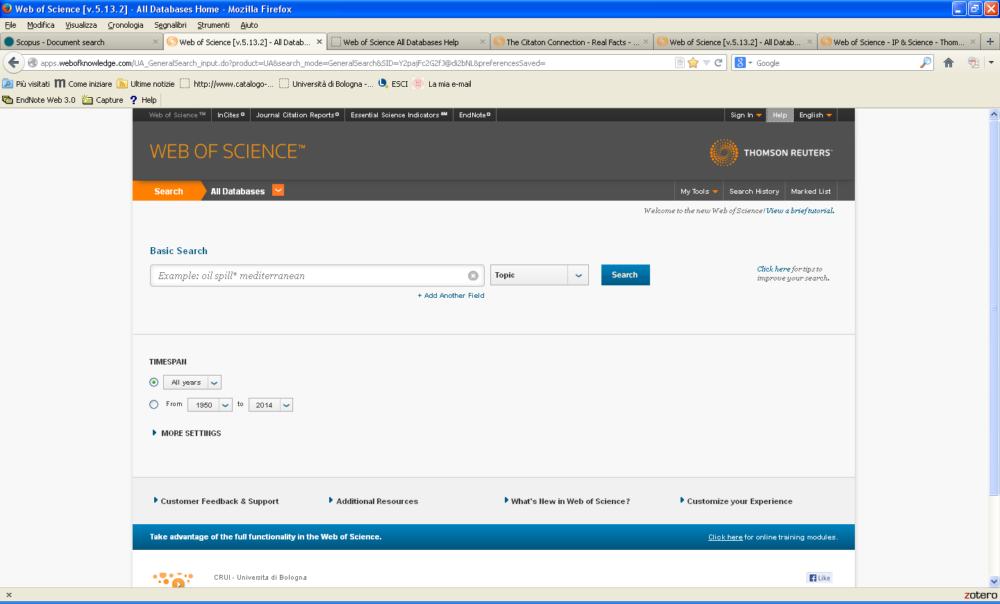 Web of Science [v.5.13.2] - All Databases Home - Mozilla Firefox
File Modifica Visualizza Cronologia Segnalibri Strumenti Aiuto
Scopus - Document search
Web of Science [v.5.13.2] - All Datab...
Web of Science All Databases Help
The Citaton Connection - Real Facts - ...
Web of Science [v.5.13.2] - All Datab...
Web of Science - IP & Science - Thom...
apps.webofknowledge.com/UA_GeneralSearch_input.do?product=UA&search_mode=GeneralSearch&SID=Y2pajFc2G2fJ@di2bNL&preferencesSaved=
Google
Più visitati Come iniziare Ultime notizie http://www.catalogo-... Università di Bologna -... ESCI La mia e-mail
EndNote Web 3.0 Capture Help
Web of Science ™ InCites Journal Citation Reports Essential Science Indicators ℠ EndNote Sign In Help English
WEB OF SCIENCE™
THOMSON REUTERS
Search All Databases My Tools Search History Marked List
Welcome to the new Web of Science! View a brief tutorial.
Basic Search
Example: oil spill* mediterranean
Topic
Search
Click here for tips to
improve your search.
+ Add Another Field
TIMESPAN
All years
From 1950 to 2014
MORE SETTINGS
Customer Feedback & Support Additional Resources What's New in Web of Science? Customize your Experience
Take advantage of the full functionality in the Web of Science.
Click here for online training modules.
CRUI - Universita di Bologna
Like
x
zotero